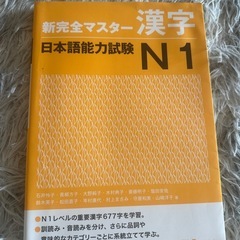 新完全マスター 漢字
日本語能力試験 N1
●N1レベルの重要漢字677字を学習。
●訓読み・音読みを分け、さらに品詞や
意味的なカテゴリーごとに系統立てて学ぶ。